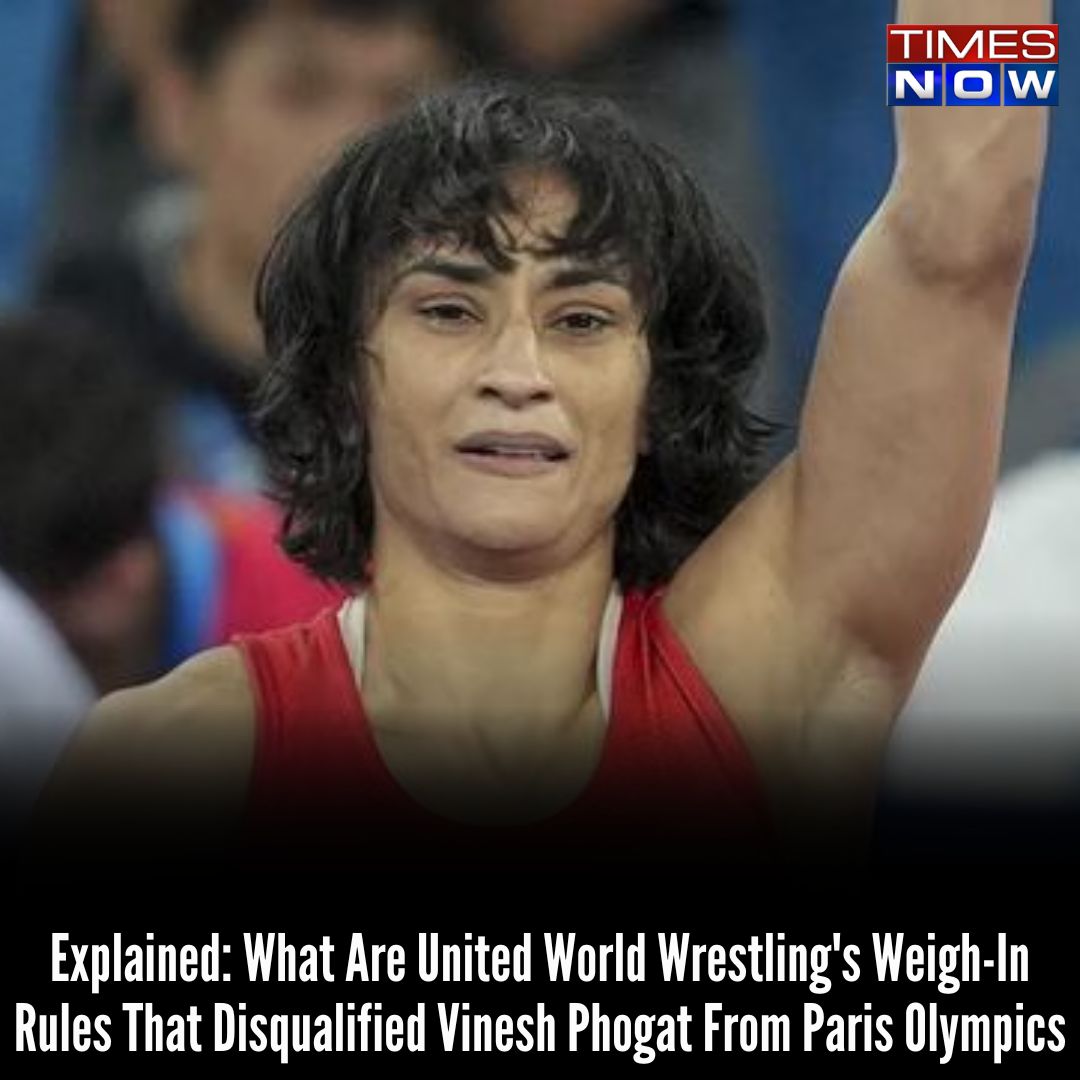 TIMES
NOW
Explained: What Are United World Wrestling's Weigh-In
Rules That Disqualified Vinesh Phogat From Paris Olympics